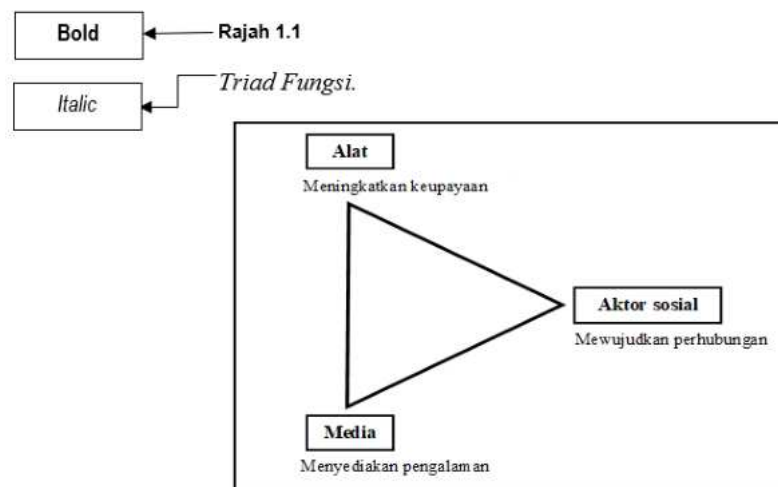 Bold
Rajah 1.1
Italic
Triad Fungsi.
Alat
Meningkatkan keupayaan
Aktor sosial
Mewujudkan perhubungan
Media
Menyediakan pengalaman